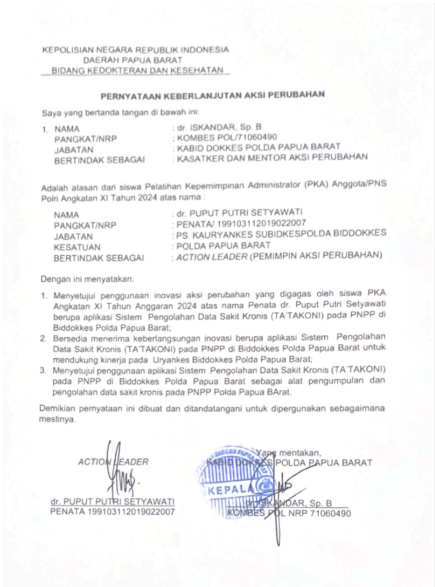 KEPOLISIAN NEGARA REPUBLIK INDONESIA
DAERAH PAPUA BARAT
BIDANG KEDOKTERAN DAN KESEHATAN
PERNYATAAN KEBERLANJUTAN AKSI PERUBAHAN
Saya yang bertanda tangan di bawah ini:
1. NAMA : dr. ISKANDAR, Sp. B
PANGKAT/NRP : KOMBES POL/71060490
JABATAN : KABID DOKKES POLDA PAPUA BARAT
BERTINDAK SEBAGAI : KASATKER DAN MENTOR AKSI PERUBAHAN
Adalah atasan dari siswa Pelatihan Kepemimpinan Administrator (PKA) Anggota/PNS
Polri Angkatan XI Tahun 2024 atas nama :
NAMA : dr. PUPUT PUTRI SETYAWATI
PANGKAT/NRP : PENATA/ 199103112019022007
JABATAN : PS KAURYANKES SUBIDKESPOLDA BIDDOKKES
KESATUAN : POLDA PAPUA BARAT
BERTINDAK SEBAGAI : ACTION LEADER (PEMIMPIN AKSI PERUBAHAN)
Dengan ini menyatakan:
1. Menyetujui penggunaan inovasi aksi perubahan yang digagas oleh siswa PKA
Angkatan XI Tahun Anggaran 2024 atas nama Penata dr. Puput Putri Setyawati
berupa aplikasi Sistem Pengolahan Data Sakit Kronis (TA'TAKONI) pada PNPP di
Biddokkes Polda Papua Barat;
2. Bersedia menerima keberlangsungan inovasi berupa aplikasi Sistem Pengolahan
Data Sakit Kronis (TA'TAKONI) pada PNPP di Biddokkes Polda Papua Barat untuk
mendukung kinerja pada Uryankes Biddokkes Polda Papua Barat;
3. Menyetujui penggunaan aplikasi Sistem Pengolahan Data Sakit Kronis (TA'TAKONI)
pada PNPP di Biddokkes Polda Papua Barat sebagai alat pengumpulan dan
pengolahan data sakit kronis pada PNPP Polda Papua BArat.
Demikian pernyataan ini dibuat dan ditandatangani untuk dipergunakan sebagaimana
mestinya.
Yang mentakan,
ACTION LEADER KABID DOKKES POLDA PAPUA BARAT
KEPALA
dr. PUPUT PUTRI SETYAWATI dr. ISKANDAR, Sp. B
PENATA 199103112019022007 KOMBES POL NRP 71060490